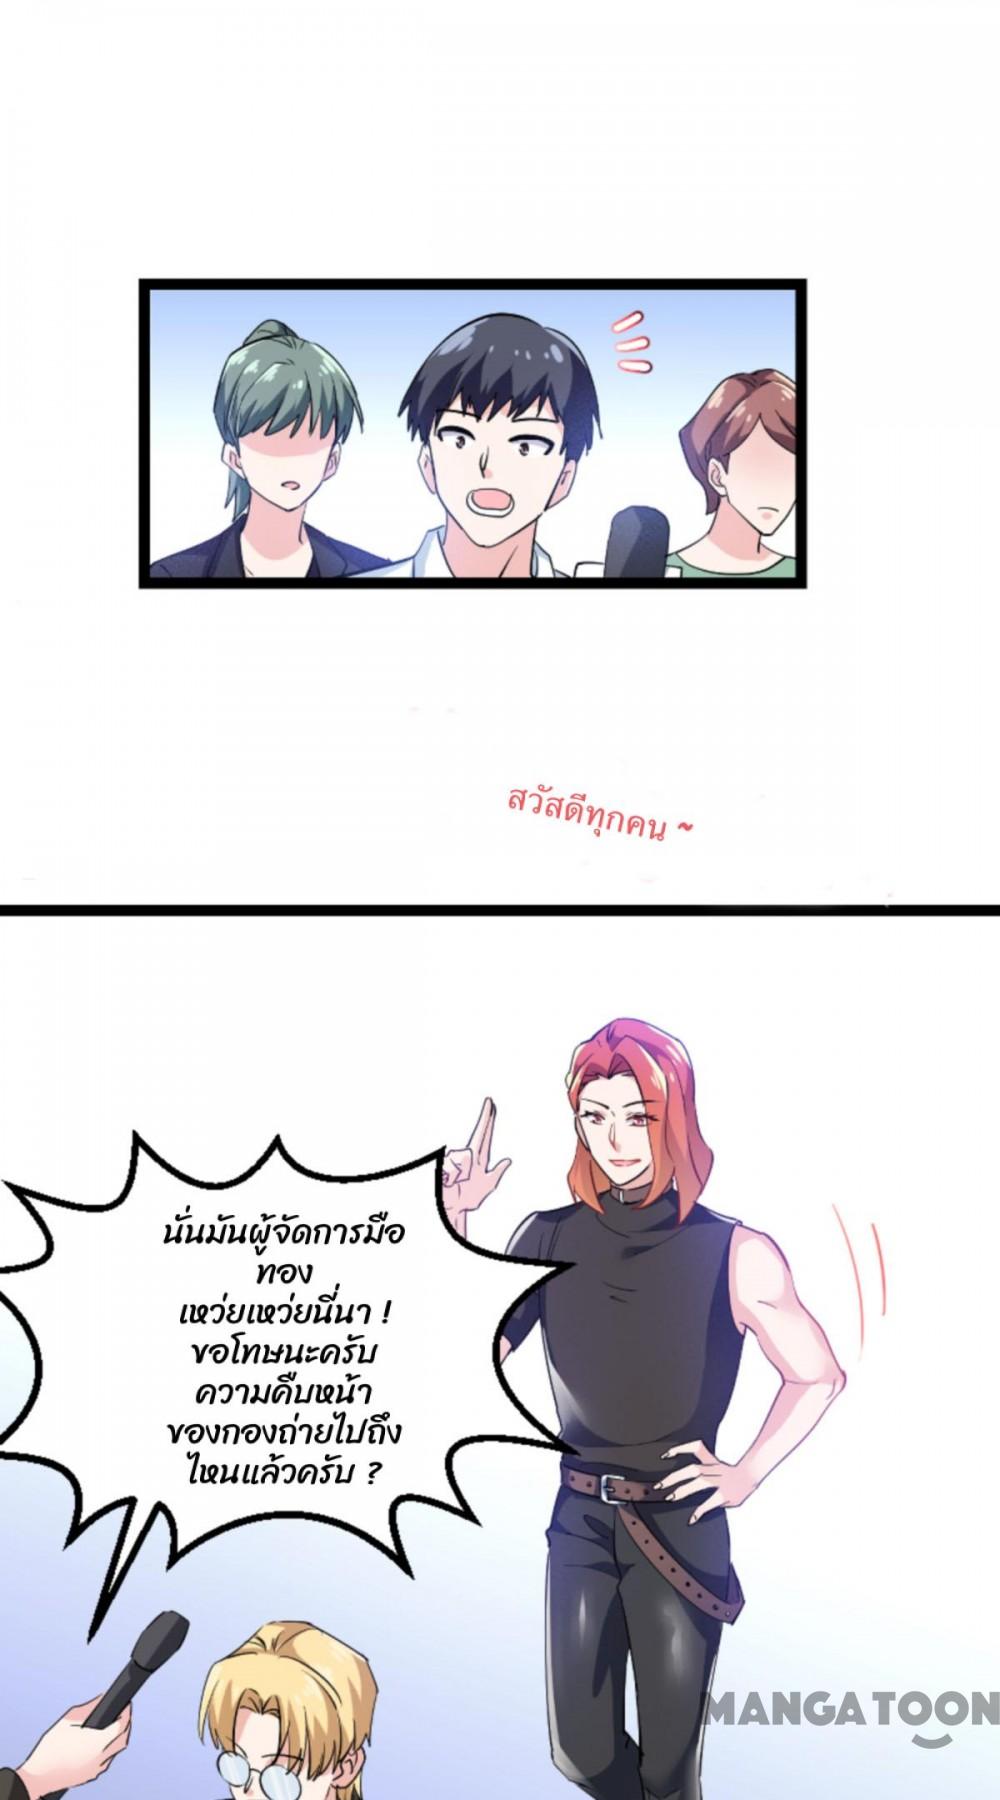 สวัสดีทุกคน ~
นั่นมันผู้จัดการมือ
ทอง
เหว่ยเหว่ยนี่นา !
ขอโทษนะครับ
ความคืบหน้า
ของกองถ่ายไปถึง
ไหนแล้วครับ ?
MANGATOON